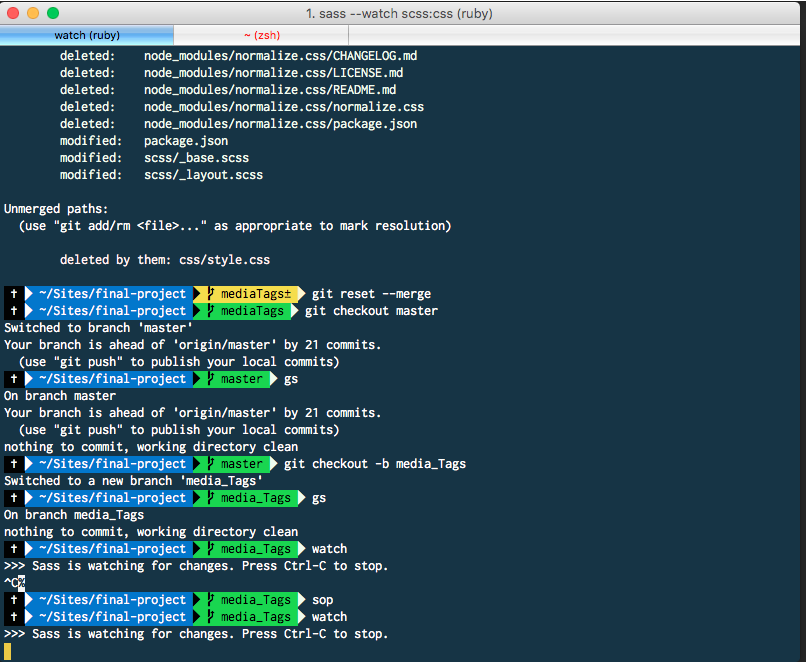 1. sass --watch scss:css (ruby)
watch (ruby) ~ (zsh)
deleted: node_modules/normalize.css/CHANGELOG.md
deleted: node_modules/normalize.css/LICENSE.md
deleted: node_modules/normalize.css/README.md
deleted: node_modules/normalize.css/normalize.css
deleted: node_modules/normalize.css/package.json
modified: package.json
modified: scss/_base.scss
modified: scss/_layout.scss
Unmerged paths:
(use "git add/rm <file>..." as appropriate to mark resolution)
deleted by them: css/style.css
† ~/Sites/final-project mediaTags± git reset --merge
† ~/Sites/final-project mediaTags git checkout master
Switched to branch 'master'
Your branch is ahead of 'origin/master' by 21 commits.
(use "git push" to publish your local commits)
† ~/Sites/final-project master gs
On branch master
Your branch is ahead of 'origin/master' by 21 commits.
(use "git push" to publish your local commits)
nothing to commit, working directory clean
† ~/Sites/final-project master git checkout -b media_Tags
Switched to a new branch 'media_Tags'
† ~/Sites/final-project media_Tags gs
On branch media_Tags
nothing to commit, working directory clean
† ~/Sites/final-project media_Tags watch
>>> Sass is watching for changes. Press Ctrl-C to stop.
^C%
† ~/Sites/final-project media_Tags sop
† ~/Sites/final-project media_Tags watch
>>> Sass is watching for changes. Press Ctrl-C to stop.